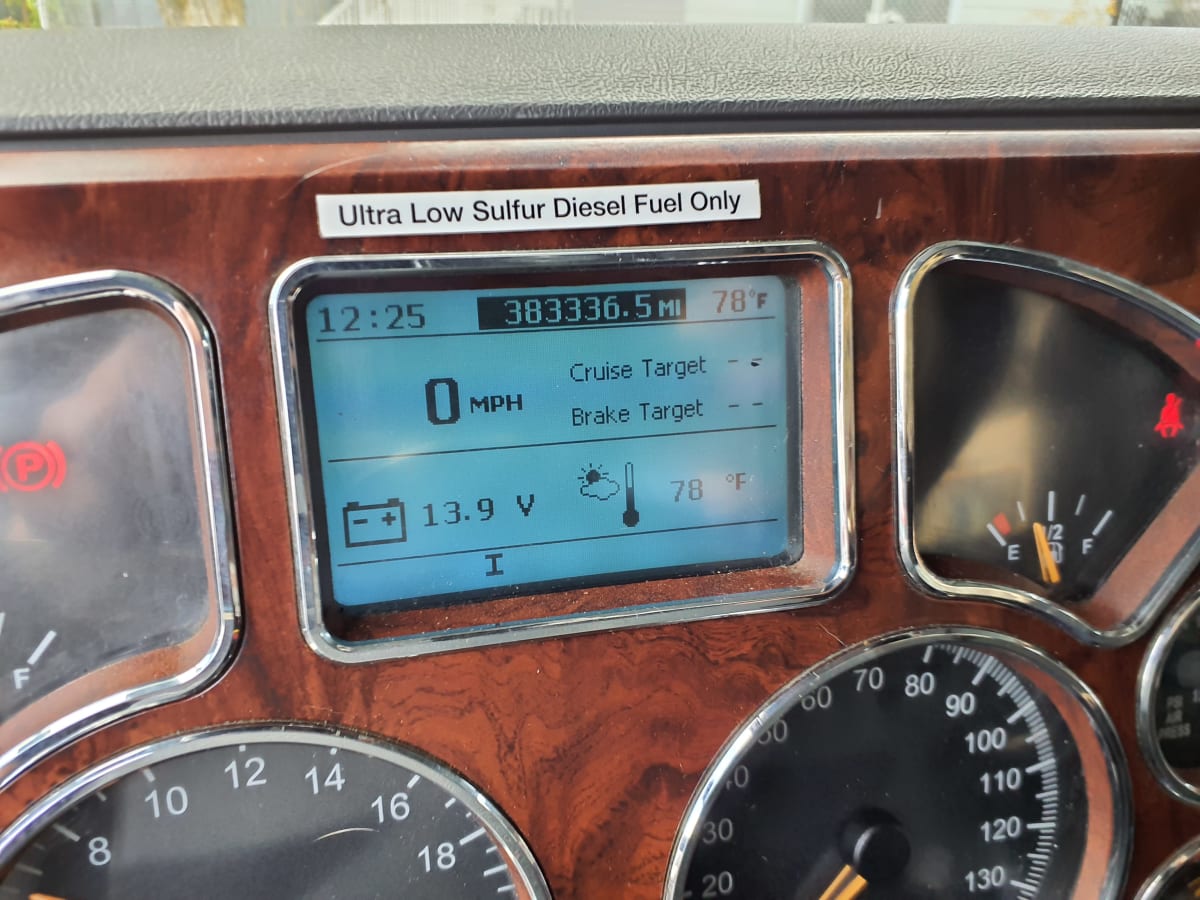 Ultra Low Sulfur Diesel Fuel Only
12:25 383336.5 MI 78°F
Cruise Target - -
0 MPH
Brake Target - -
13.9 V 78 °F
I
P
E 1/2 F
F
8 10 12 14 16 18
20 30 40 50 60 70 80 90 100 110 120 130
AIR
PRESS